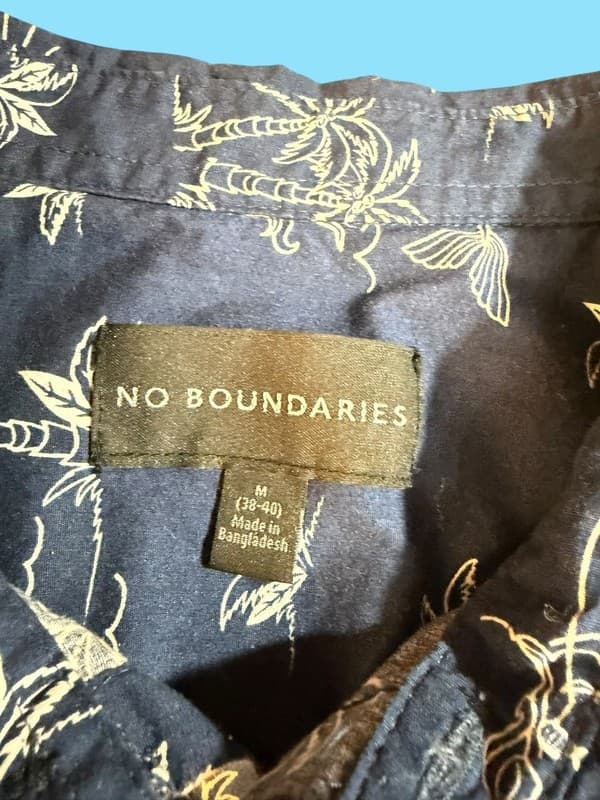 NO BOUNDARIES
M
(38-40)
Made in
Bangladesh